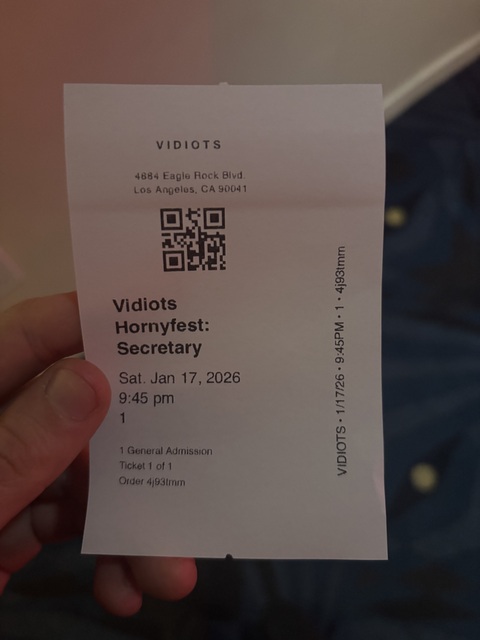 VIDIOTS
4684 Eagle Rock Blvd.
Los Angeles, CA 90041
Vidiots
Hornyfest:
Secretary
Sat. Jan 17, 2026
9:45 pm
1
1 General Admission
Ticket 1 of 1
Order 4j93tmm
VIDIOTS • 1/17/26 • 9:45PM • 1 • 4j93tmm